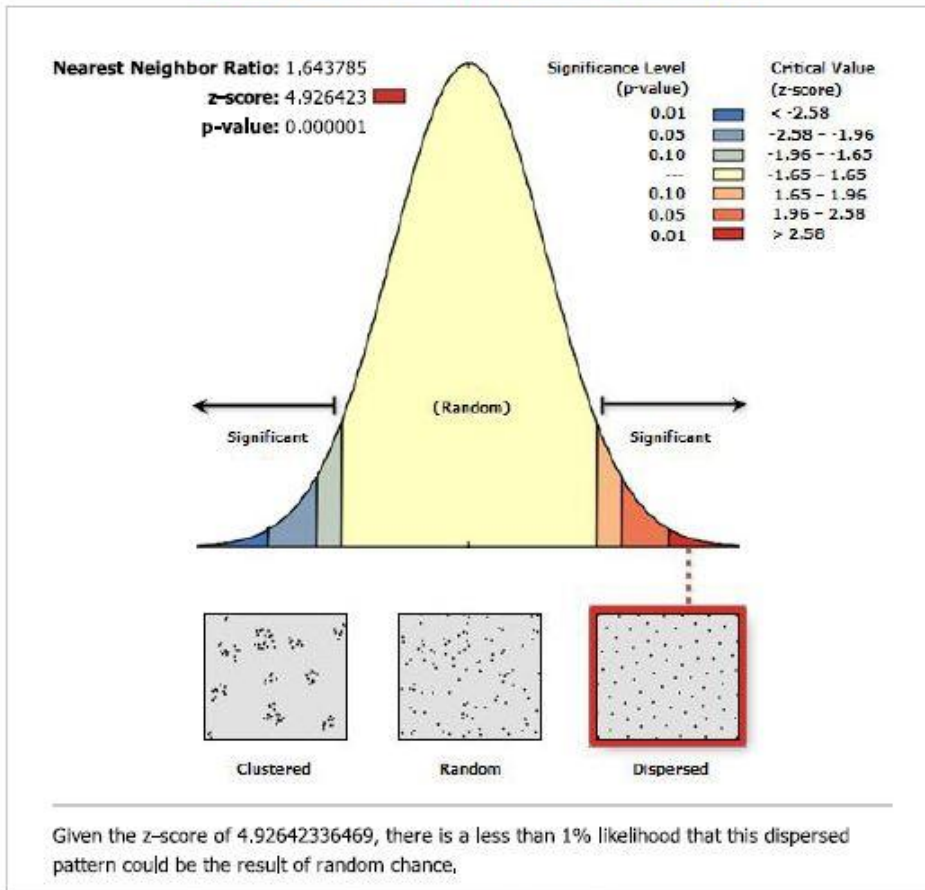 Nearest Neighbor Ratio: 1.643785
z-score: 4.926423
p-value: 0.000001
Significance Level (p-value)
Critical Value (z-score)
0.01 < -2.58
0.05 -2.58 - -1.96
0.10 -1.96 - -1.65
--- -1.65 - 1.65
0.10 1.65 - 1.96
0.05 1.96 - 2.58
0.01 > 2.58
(Random)
Significant Significant
Clustered Random Dispersed
Given the z-score of 4.92642336469, there is a less than 1% likelihood that this dispersed
pattern could be the result of random chance.